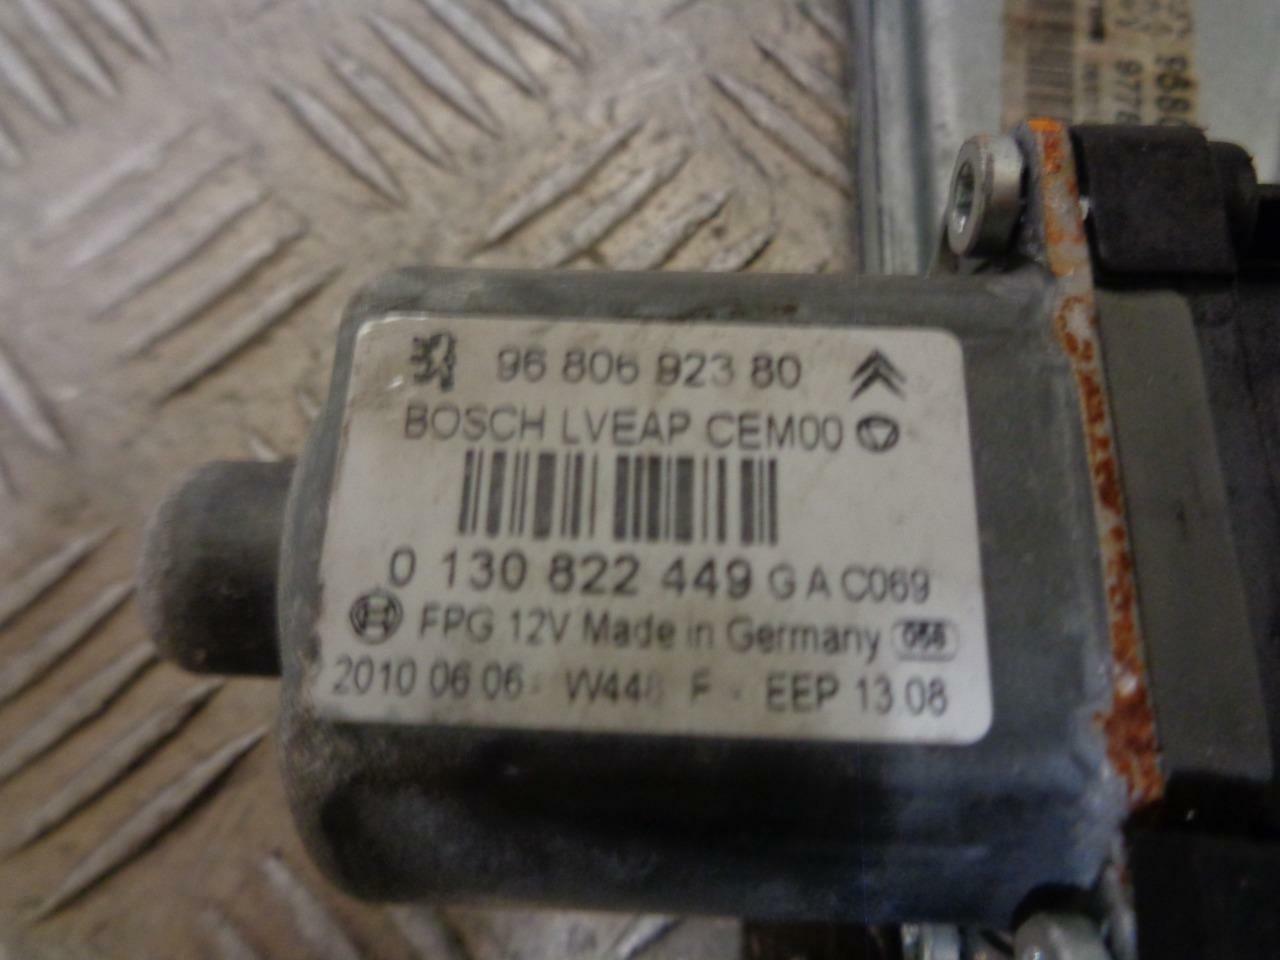 96 806 923 80
BOSCH LVEAP CEM00
0 130 822 449 G A C069
FPG 12V Made in Germany 068
2010 06 06 F EEP 13.08